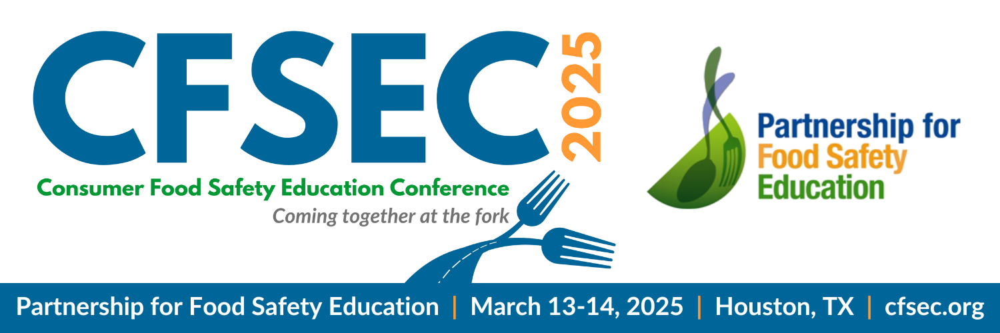 CFSEC 2025
Consumer Food Safety Education Conference
Coming together at the fork
Partnership for
Food Safety
Education
Partnership for Food Safety Education | March 13-14, 2025 | Houston, TX | cfsec.org